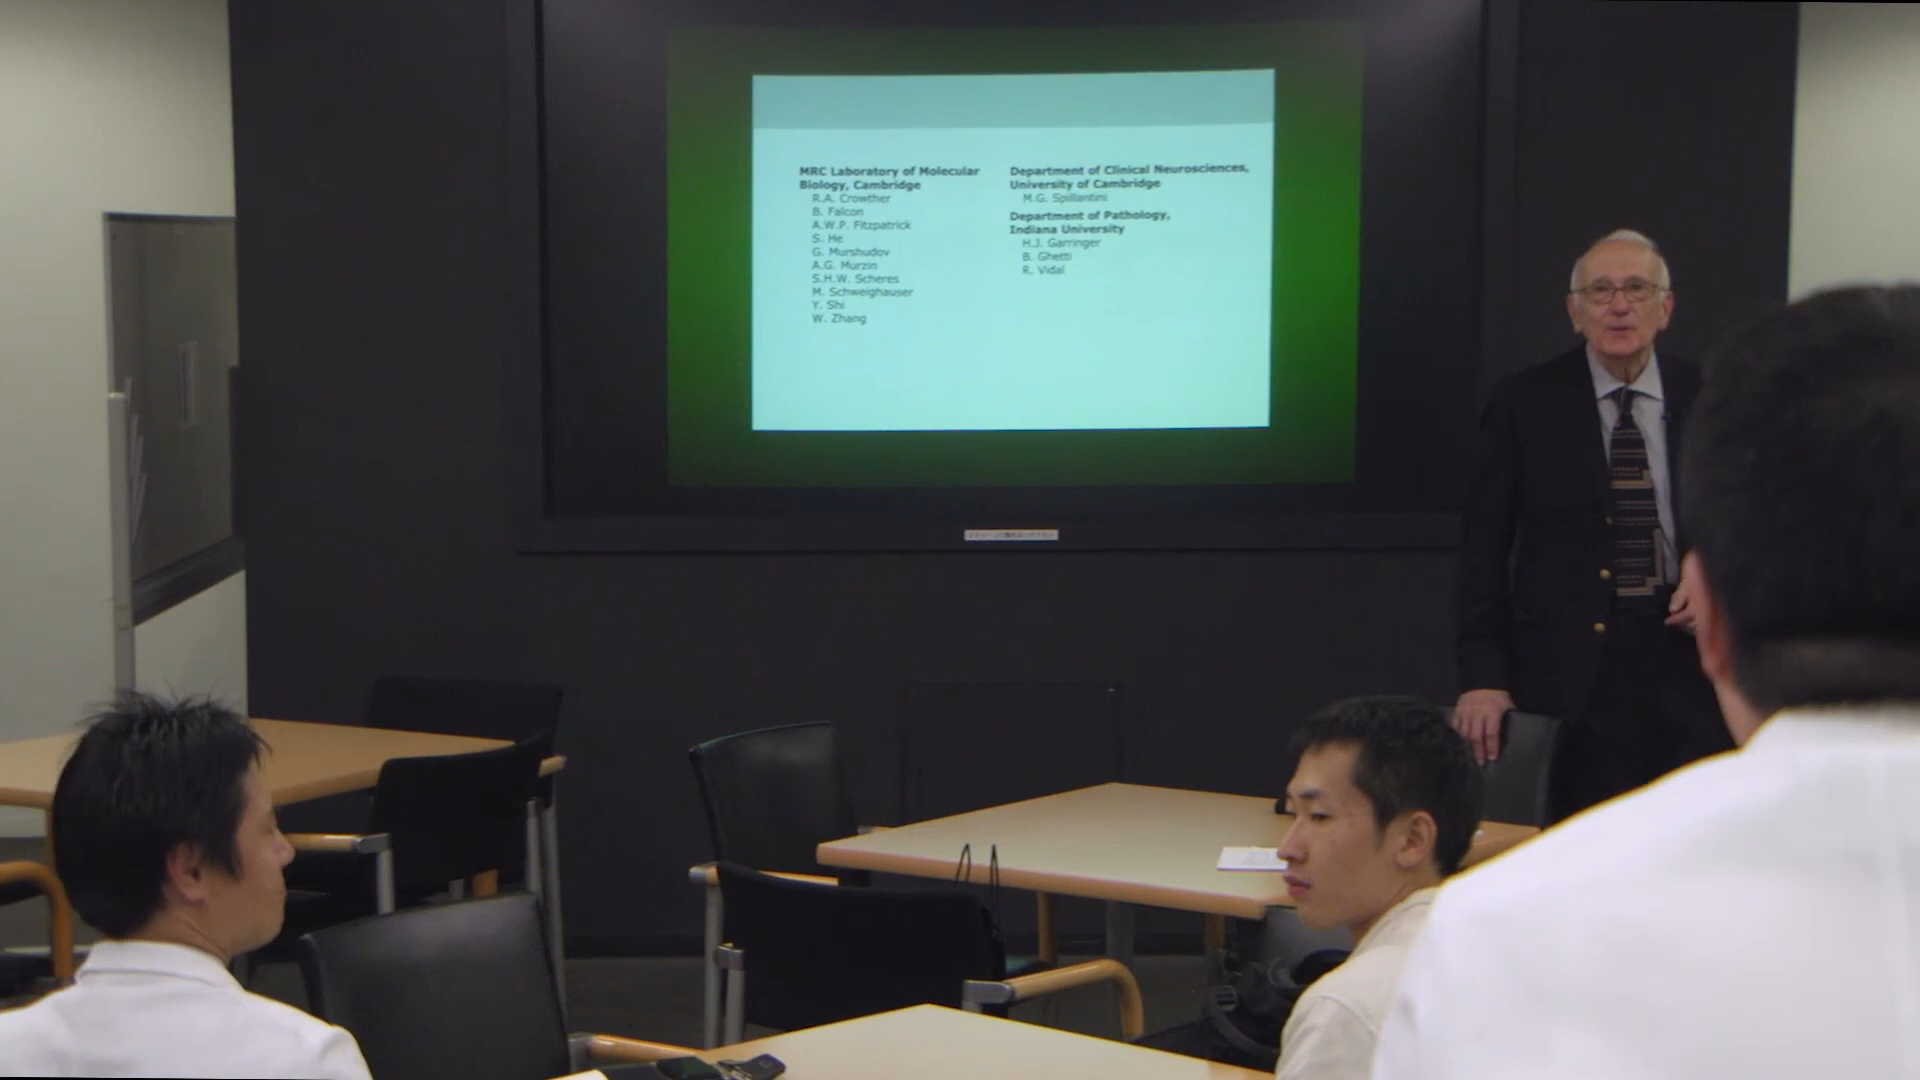 MRC Laboratory of Molecular
Biology, Cambridge
R.A. Crowther
B. Falcon
A.W.P. Fitzpatrick
S. He
G. Murshudov
A.G. Murzin
S.H.W. Scheres
M. Schweighauser
Y. Shi
W. Zhang
Department of Clinical Neurosciences,
University of Cambridge
M.G. Spillantini
Department of Pathology,
Indiana University
H.J. Garringer
B. Ghetti
R. Vidal